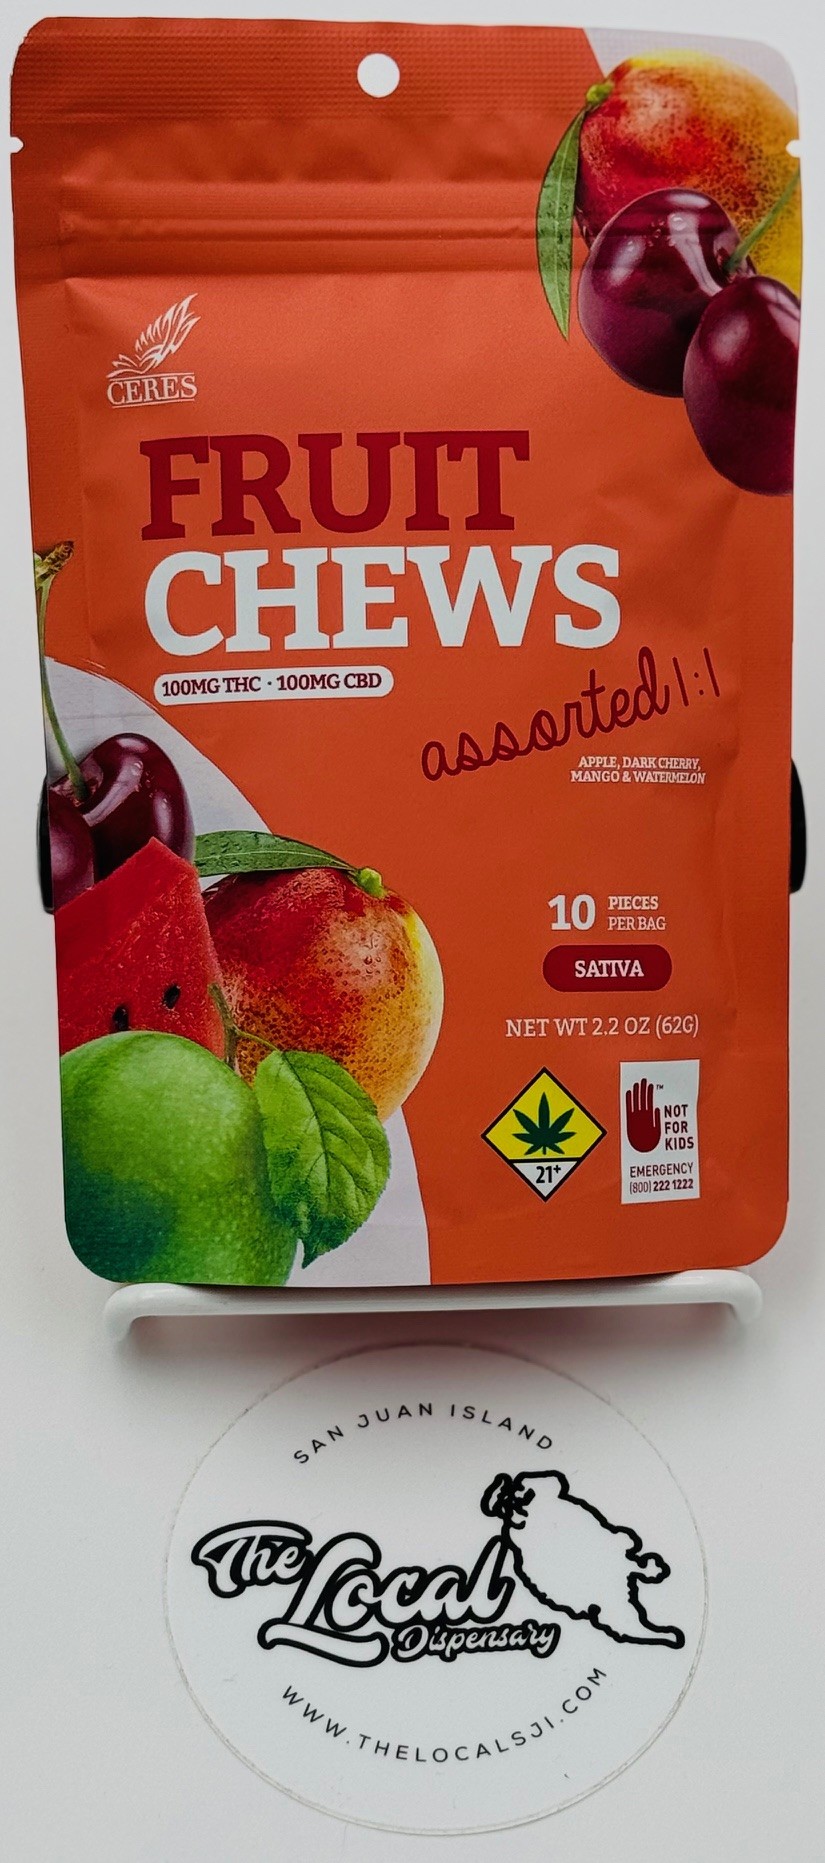 CERES
FRUIT
CHEWS
100MG THC · 100MG CBD
assorted 1:1
APPLE, DARK CHERRY,
MANGO & WATERMELON
10 PIECES
PER BAG
SATIVA
NET WT 2.2 OZ (62G)
21+
™
NOT
FOR
KIDS
EMERGENCY
(800) 222 1222
SAN JUAN ISLAND
The
Local
Dispensary
WWW.THELOCALSJI.COM